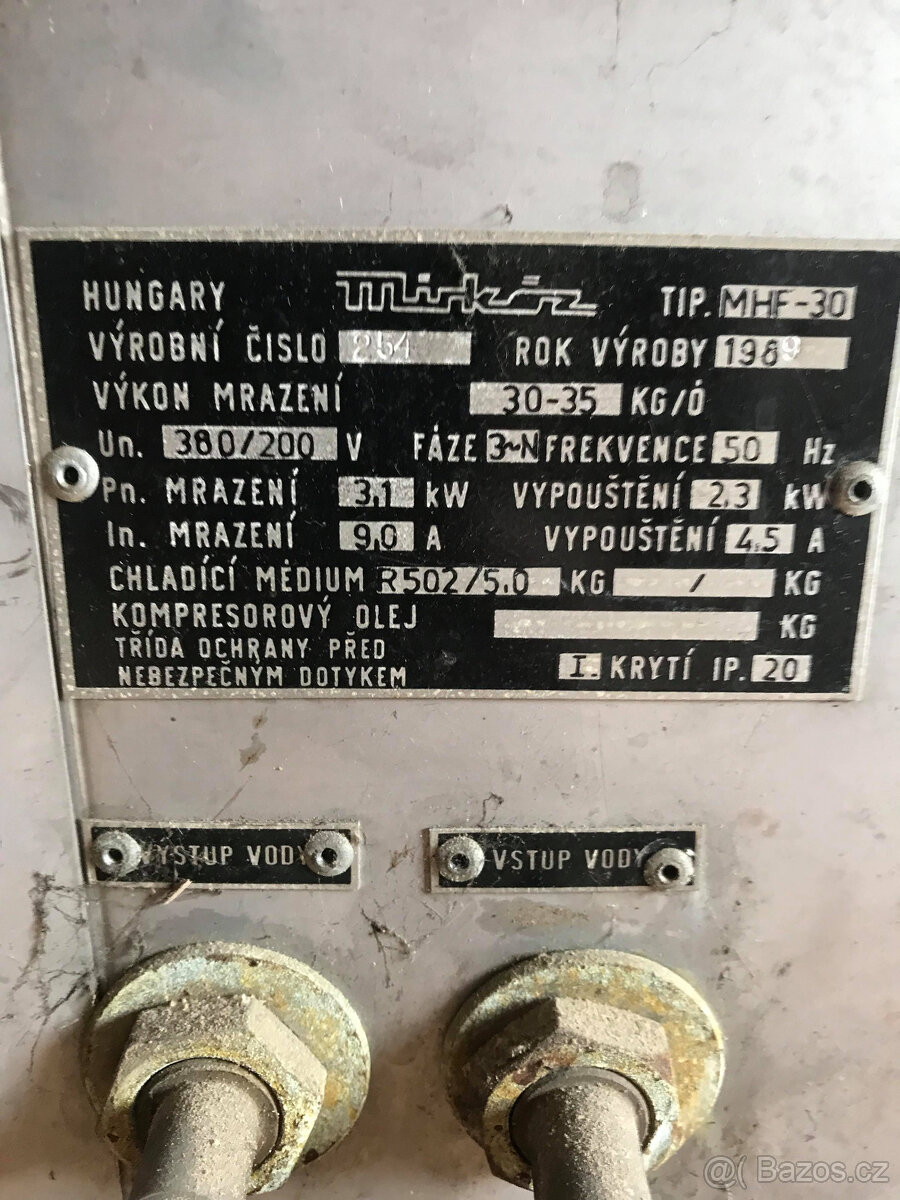 HUNGARY Mirköz TIP. MHF-30
VÝROBNÍ ČISLO 254 ROK VÝROBY 1989
VÝKON MRAZENÍ 30-35 KG/Ó
Un. 380/200 V FÁZE 3~N FREKVENCE 50 Hz
Pn. MRAZENÍ 3.1 kW VYPOUŠTĚNÍ 2.3 kW
In. MRAZENÍ 9.0 A VYPOUŠTĚNÍ 4.5 A
CHLADÍCÍ MÉDIUM R502/5.0 KG / KG
KOMPRESOROVÝ OLEJ KG
TŘÍDA OCHRANY PŘED
NEBEZPEČNÝM DOTYKEM I. KRYTÍ IP. 20
VÝSTUP VODY VSTUP VODY
@( Bazos.cz